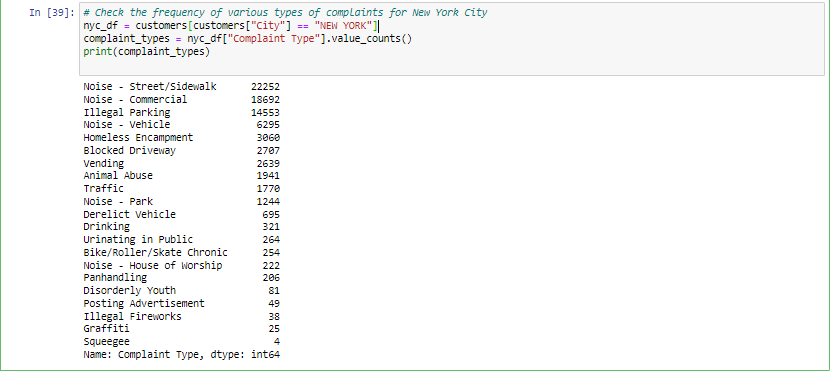 In [39]: # Check the frequency of various types of complaints for New York City
nyc_df = customers[customers["City"] == "NEW YORK"]
complaint_types = nyc_df["Complaint Type"].value_counts()
print(complaint_types)
Noise - Street/Sidewalk 22252
Noise - Commercial 18692
Illegal Parking 14553
Noise - Vehicle 6295
Homeless Encampment 3060
Blocked Driveway 2707
Vending 2639
Animal Abuse 1941
Traffic 1770
Noise - Park 1244
Derelict Vehicle 695
Drinking 321
Urinating in Public 264
Bike/Roller/Skate Chronic 254
Noise - House of Worship 222
Panhandling 206
Disorderly Youth 81
Posting Advertisement 49
Illegal Fireworks 38
Graffiti 25
Squeegee 4
Name: Complaint Type, dtype: int64